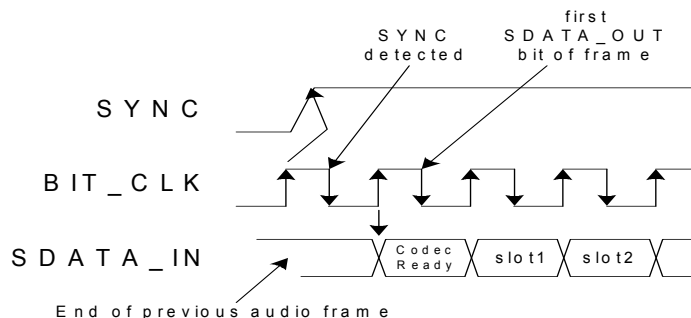 SYNC
detected
first
SDATA_OUT
bit of frame
SYNC
BIT_CLK
SDATA_IN
Codec
Ready
slot1
slot2
End of previous audio frame